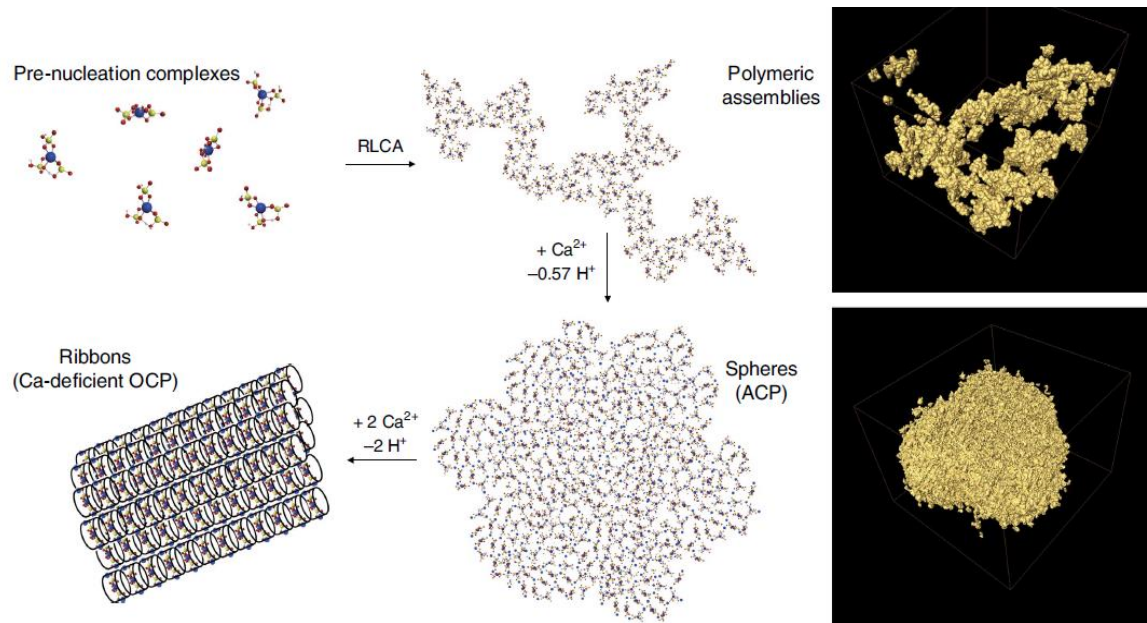 Pre-nucleation complexes
RLCA
Polymeric
assemblies
+ Ca²⁺
–0.57 H⁺
Ribbons
(Ca-deficient OCP)
+ 2 Ca²⁺
–2 H⁺
Spheres
(ACP)